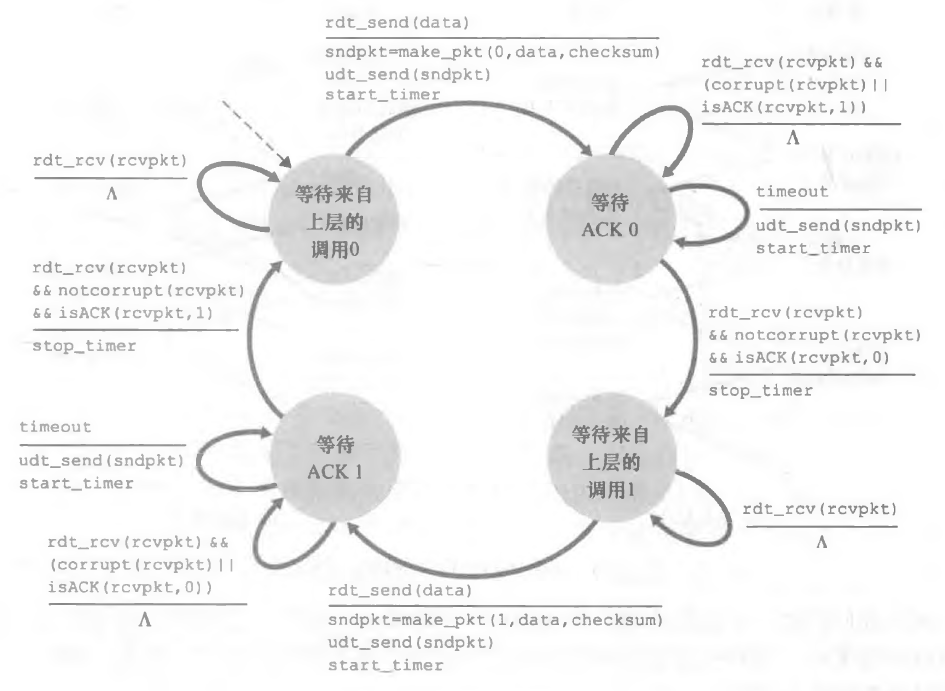 rdt_send(data)
sndpkt=make_pkt(0,data,checksum)
udt_send(sndpkt)
start_timer
rdt_rcv(rcvpkt) &&
(corrupt(rcvpkt)||
isACK(rcvpkt,1))
Λ
rdt_rcv(rcvpkt)
Λ
等待来自
上层的
调用0
等待
ACK 0
timeout
udt_send(sndpkt)
start_timer
rdt_rcv(rcvpkt)
&& notcorrupt(rcvpkt)
&& isACK(rcvpkt,1)
stop_timer
rdt_rcv(rcvpkt)
&& notcorrupt(rcvpkt)
&& isACK(rcvpkt,0)
stop_timer
timeout
udt_send(sndpkt)
start_timer
等待
ACK 1
等待来自
上层的
调用1
rdt_rcv(rcvpkt)
Λ
rdt_rcv(rcvpkt) &&
(corrupt(rcvpkt)||
isACK(rcvpkt,0))
Λ
rdt_send(data)
sndpkt=make_pkt(1,data,checksum)
udt_send(sndpkt)
start_timer